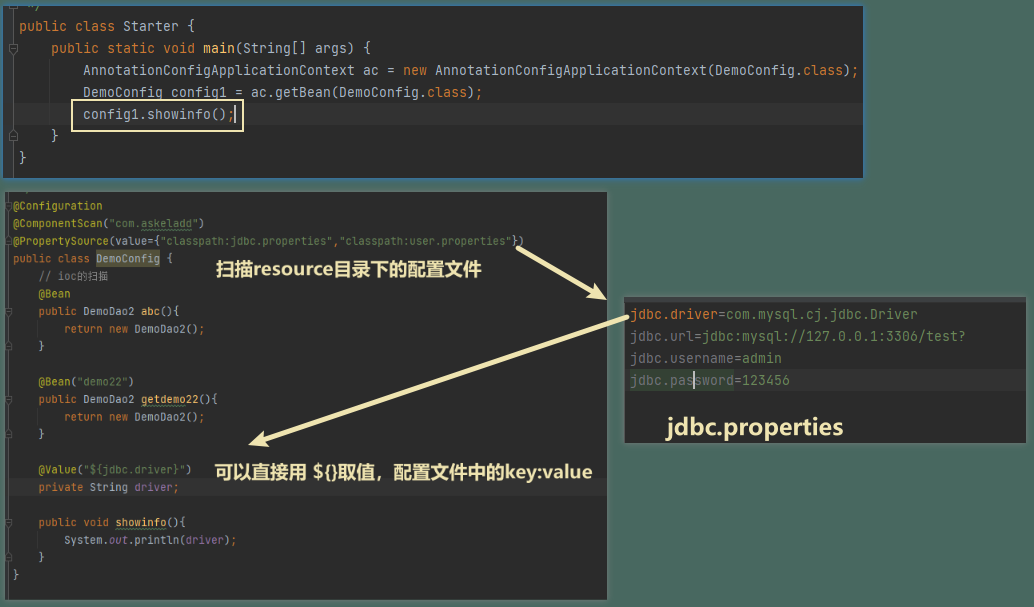 */
public class Starter {
public static void main(String[] args) {
AnnotationConfigApplicationContext ac = new AnnotationConfigApplicationContext(DemoConfig.class);
DemoConfig config1 = ac.getBean(DemoConfig.class);
config1.showinfo();
}
}
@Configuration
@ComponentScan("com.askeladd")
@PropertySource(value={"classpath:jdbc.properties","classpath:user.properties"})
public class DemoConfig {
扫描resource目录下的配置文件
// ioc的扫描
@Bean
public DemoDao2 abc(){
return new DemoDao2();
}
@Bean("demo22")
public DemoDao2 getdemo22(){
return new DemoDao2();
}
@Value("${jdbc.driver}")
可以直接用 ${}取值，配置文件中的key:value
private String driver;
public void showinfo(){
System.out.println(driver);
}
}
jdbc.driver=com.mysql.cj.jdbc.Driver
jdbc.url=jdbc:mysql://127.0.0.1:3306/test?
jdbc.username=admin
jdbc.password=123456
jdbc.properties